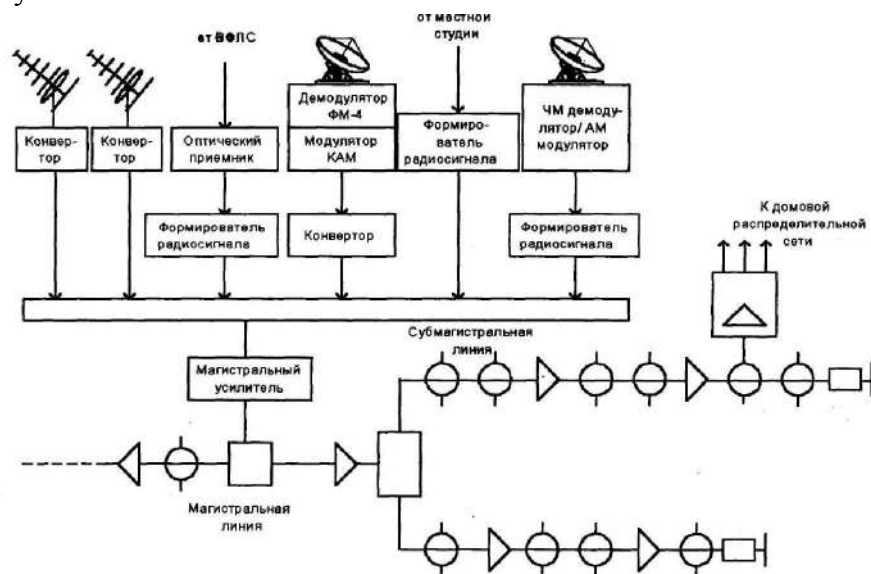 у
от местной
студии
от ВОЛС
Демодулятор
ФМ-4
Модулятор
КАМ
Конвер-
тор
Конвер-
тор
Оптический
приемник
Формиро-
ватель
радиосигнала
ЧМ демоду-
лятор/ АМ
модулятор
Формирователь
радиосигнала
Конвертор
Формирователь
радиосигнала
К домовой
распределительной
сети
Субмагистральная
линия
Магистральный
усилитель
Магистральная
линия